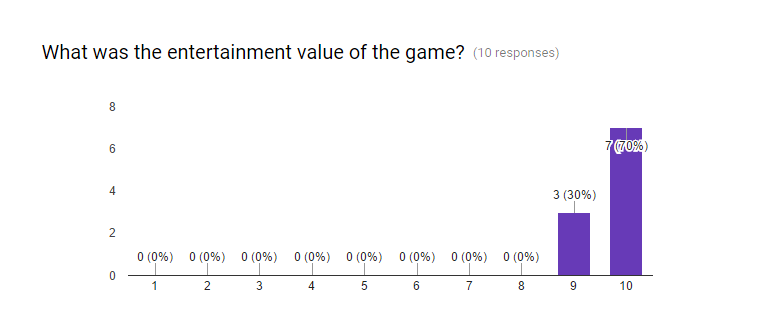 What was the entertainment value of the game? (10 responses)
8
6
4
2
0
7 (70%)
3 (30%)
0 (0%) 0 (0%) 0 (0%) 0 (0%) 0 (0%) 0 (0%) 0 (0%) 0 (0%)
1 2 3 4 5 6 7 8 9 10